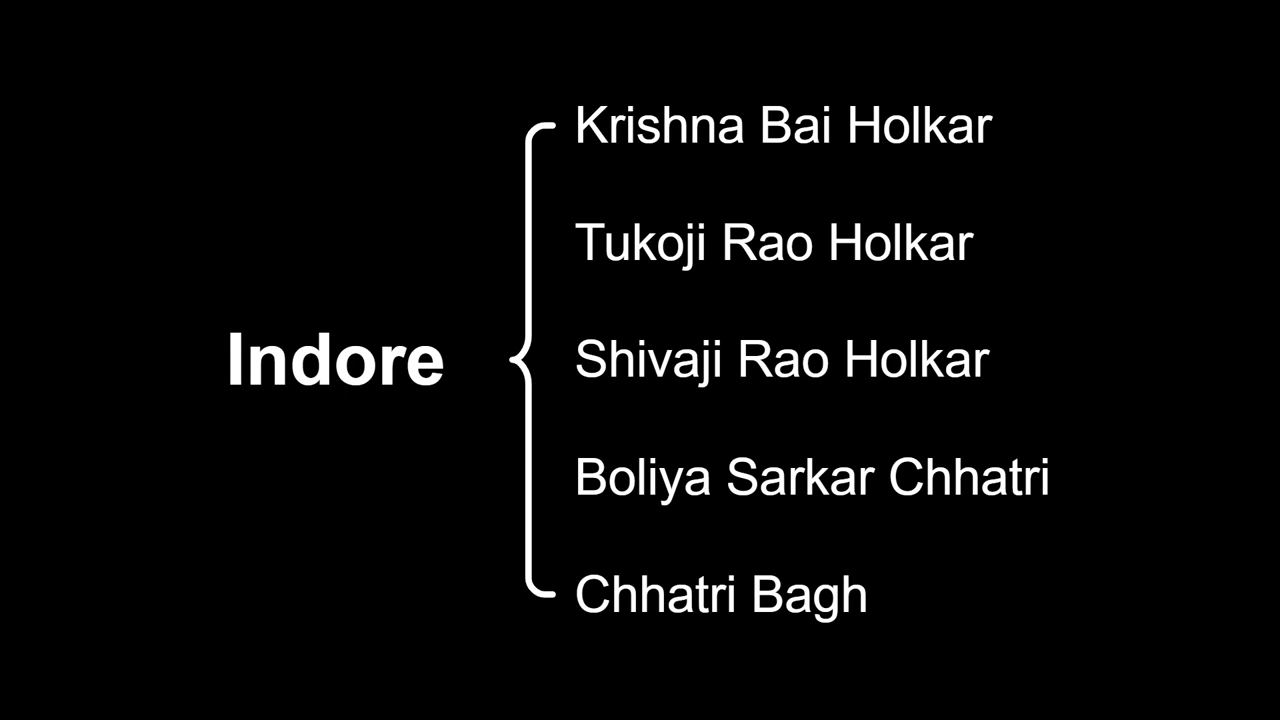 Indore
Krishna Bai Holkar
Tukoji Rao Holkar
Shivaji Rao Holkar
Boliya Sarkar Chhatri
Chhatri Bagh